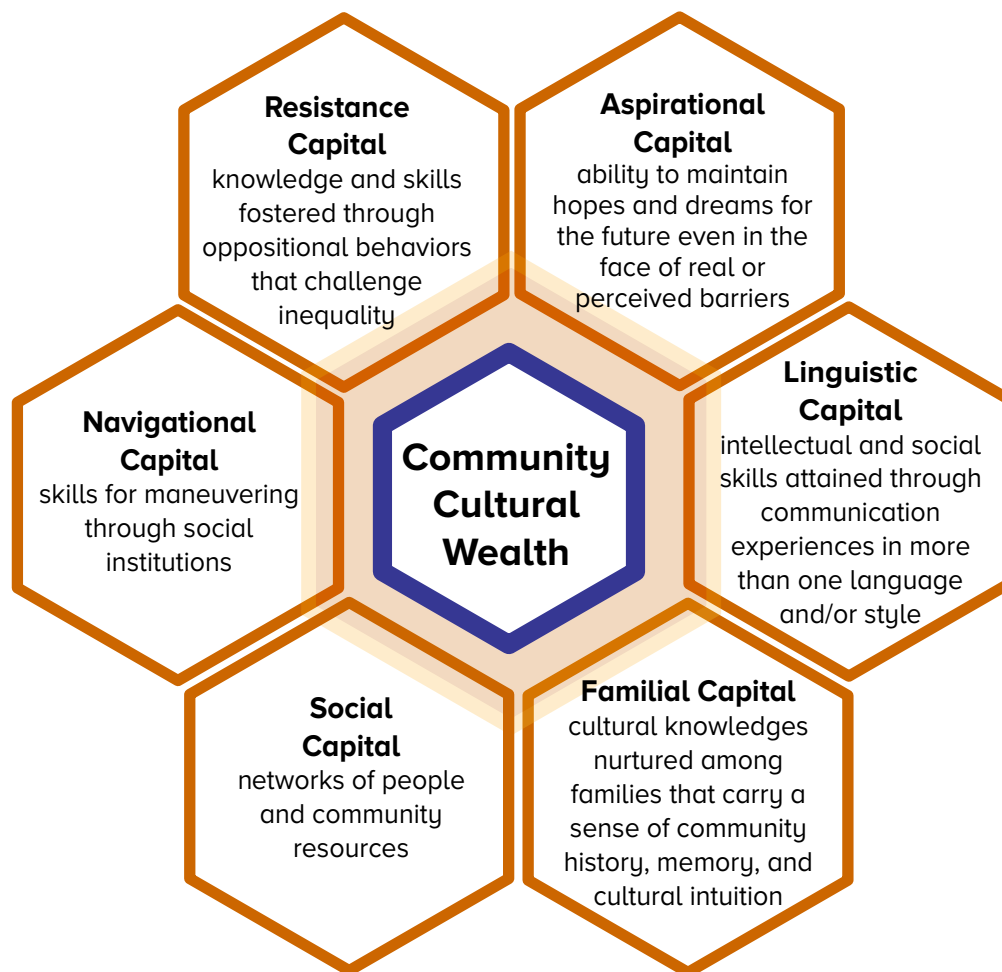 Resistance
Capital
knowledge and skills
fostered through
oppositional behaviors
that challenge
inequality
Aspirational
Capital
ability to maintain
hopes and dreams for
the future even in the
face of real or
perceived barriers
Navigational
Capital
skills for maneuvering
through social
institutions
Community
Cultural
Wealth
Linguistic
Capital
intellectual and social
skills attained through
communication
experiences in more
than one language
and/or style
Social
Capital
networks of people
and community
resources
Familial Capital
cultural knowledges
nurtured among
families that carry a
sense of community
history, memory, and
cultural intuition